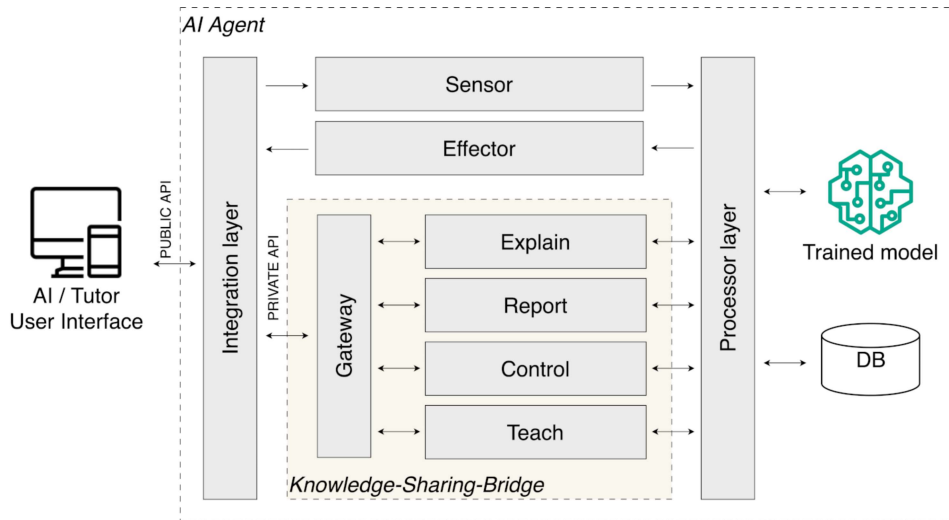 AI Agent
Sensor
Effector
PUBLIC API
Integration layer
PRIVATE API
Gateway
Explain
Report
Control
Teach
Knowledge-Sharing-Bridge
Processor layer
AI / Tutor
User Interface
Trained model
DB